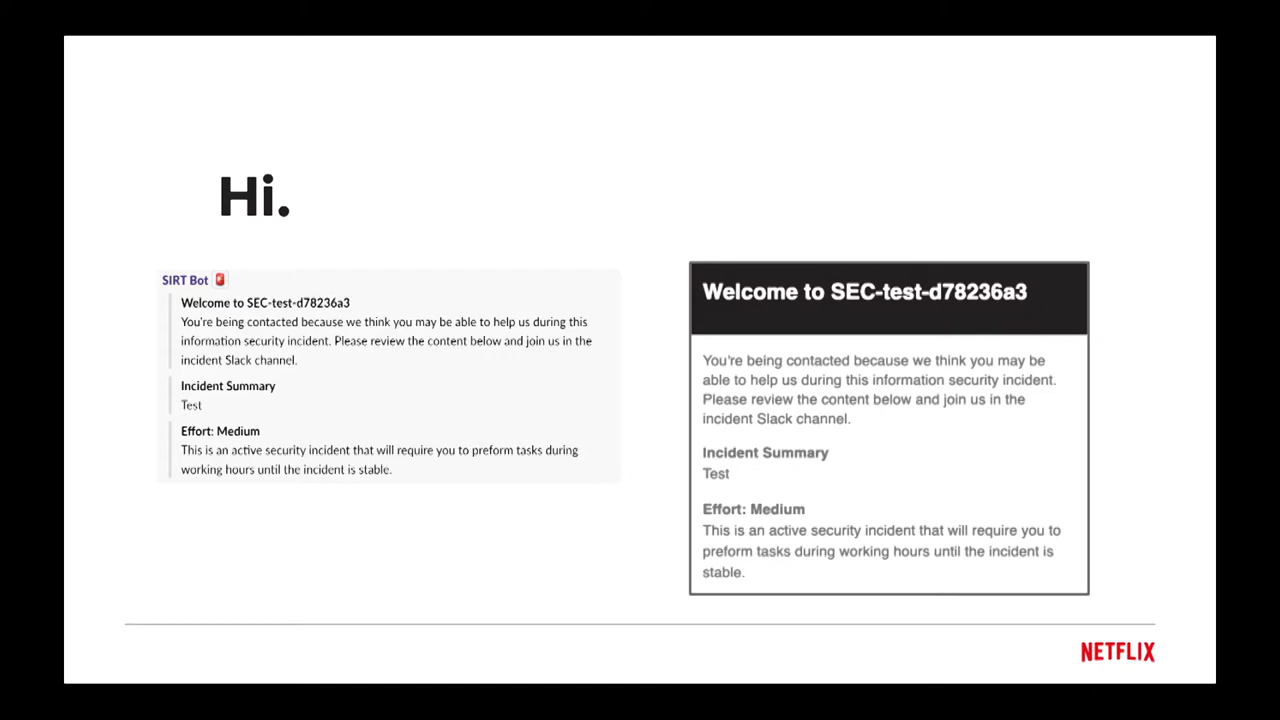 Hi.
SIRT Bot
Welcome to SEC-test-d78236a3
You're being contacted because we think you may be able to help us during this
information security incident. Please review the content below and join us in the
incident Slack channel.
Incident Summary
Test
Effort: Medium
This is an active security incident that will require you to preform tasks during
working hours until the incident is stable.
Welcome to SEC-test-d78236a3
You're being contacted because we think you may be
able to help us during this information security incident.
Please review the content below and join us in the
incident Slack channel.
Incident Summary
Test
Effort: Medium
This is an active security incident that will require you to
preform tasks during working hours until the incident is
stable.
NETFLIX